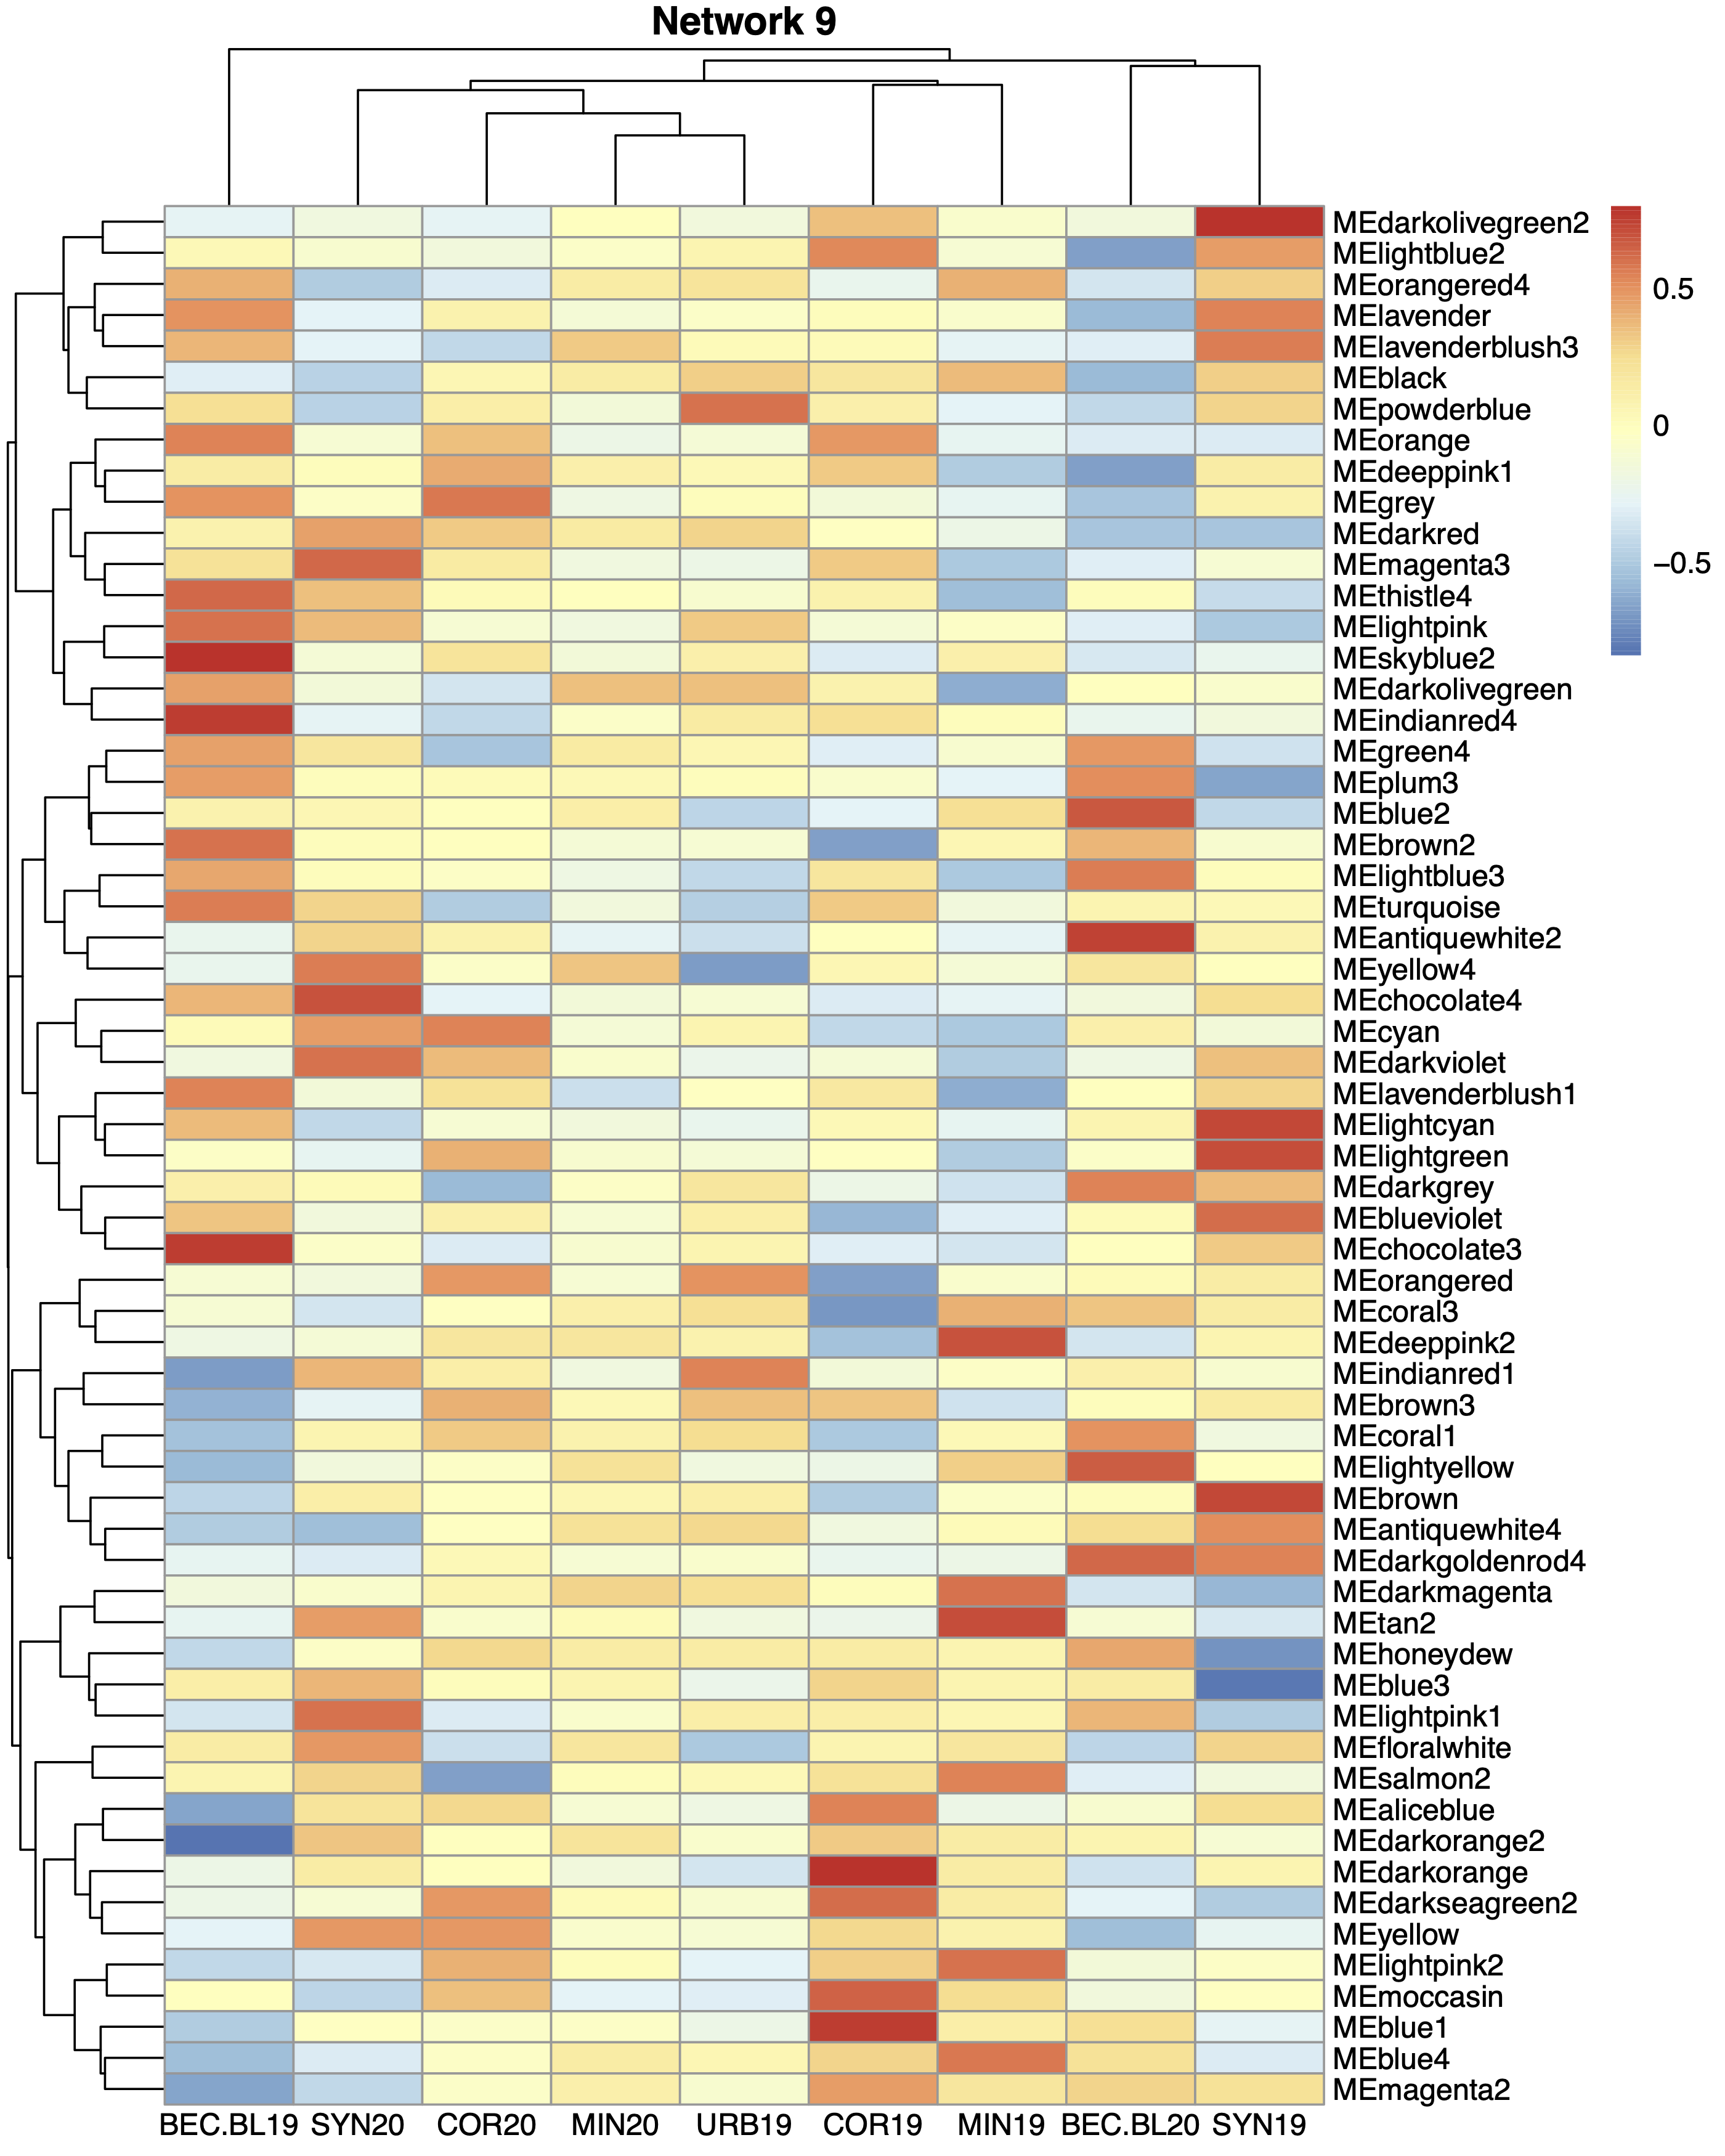 Network 9
MEdarkolivegreen2
MElightblue2
MEorangered4
MElavender
MElavenderblush3
MEblack
MEpowderblue
MEorange
MEdeeppink1
MEgrey
MEdarkred
MEmagenta3
MEthistle4
MElightpink
MEskyblue2
MEdarkolivegreen
MEindianred4
MEgreen4
MEplum3
MEblue2
MEbrown2
MElightblue3
MEturquoise
MEantiquewhite2
MEyellow4
MEchocolate4
MEcyan
MEdarkviolet
MElavenderblush1
MElightcyan
MElightgreen
MEdarkgrey
MEblueviolet
MEchocolate3
MEorangered
MEcoral3
MEdeeppink2
MEindianred1
MEbrown3
MEcoral1
MElightyellow
MEbrown
MEantiquewhite4
MEdarkgoldenrod4
MEdarkmagenta
MEtan2
MEhoneydew
MEblue3
MElightpink1
MEfloralwhite
MEsalmon2
MEaliceblue
MEdarkorange2
MEdarkorange
MEdarkseagreen2
MEyellow
MElightpink2
MEmoccasin
MEblue1
MEblue4
MEmagenta2
0.5
0
−0.5
BEC.BL19 SYN20 COR20 MIN20 URB19 COR19 MIN19 BEC.BL20 SYN19